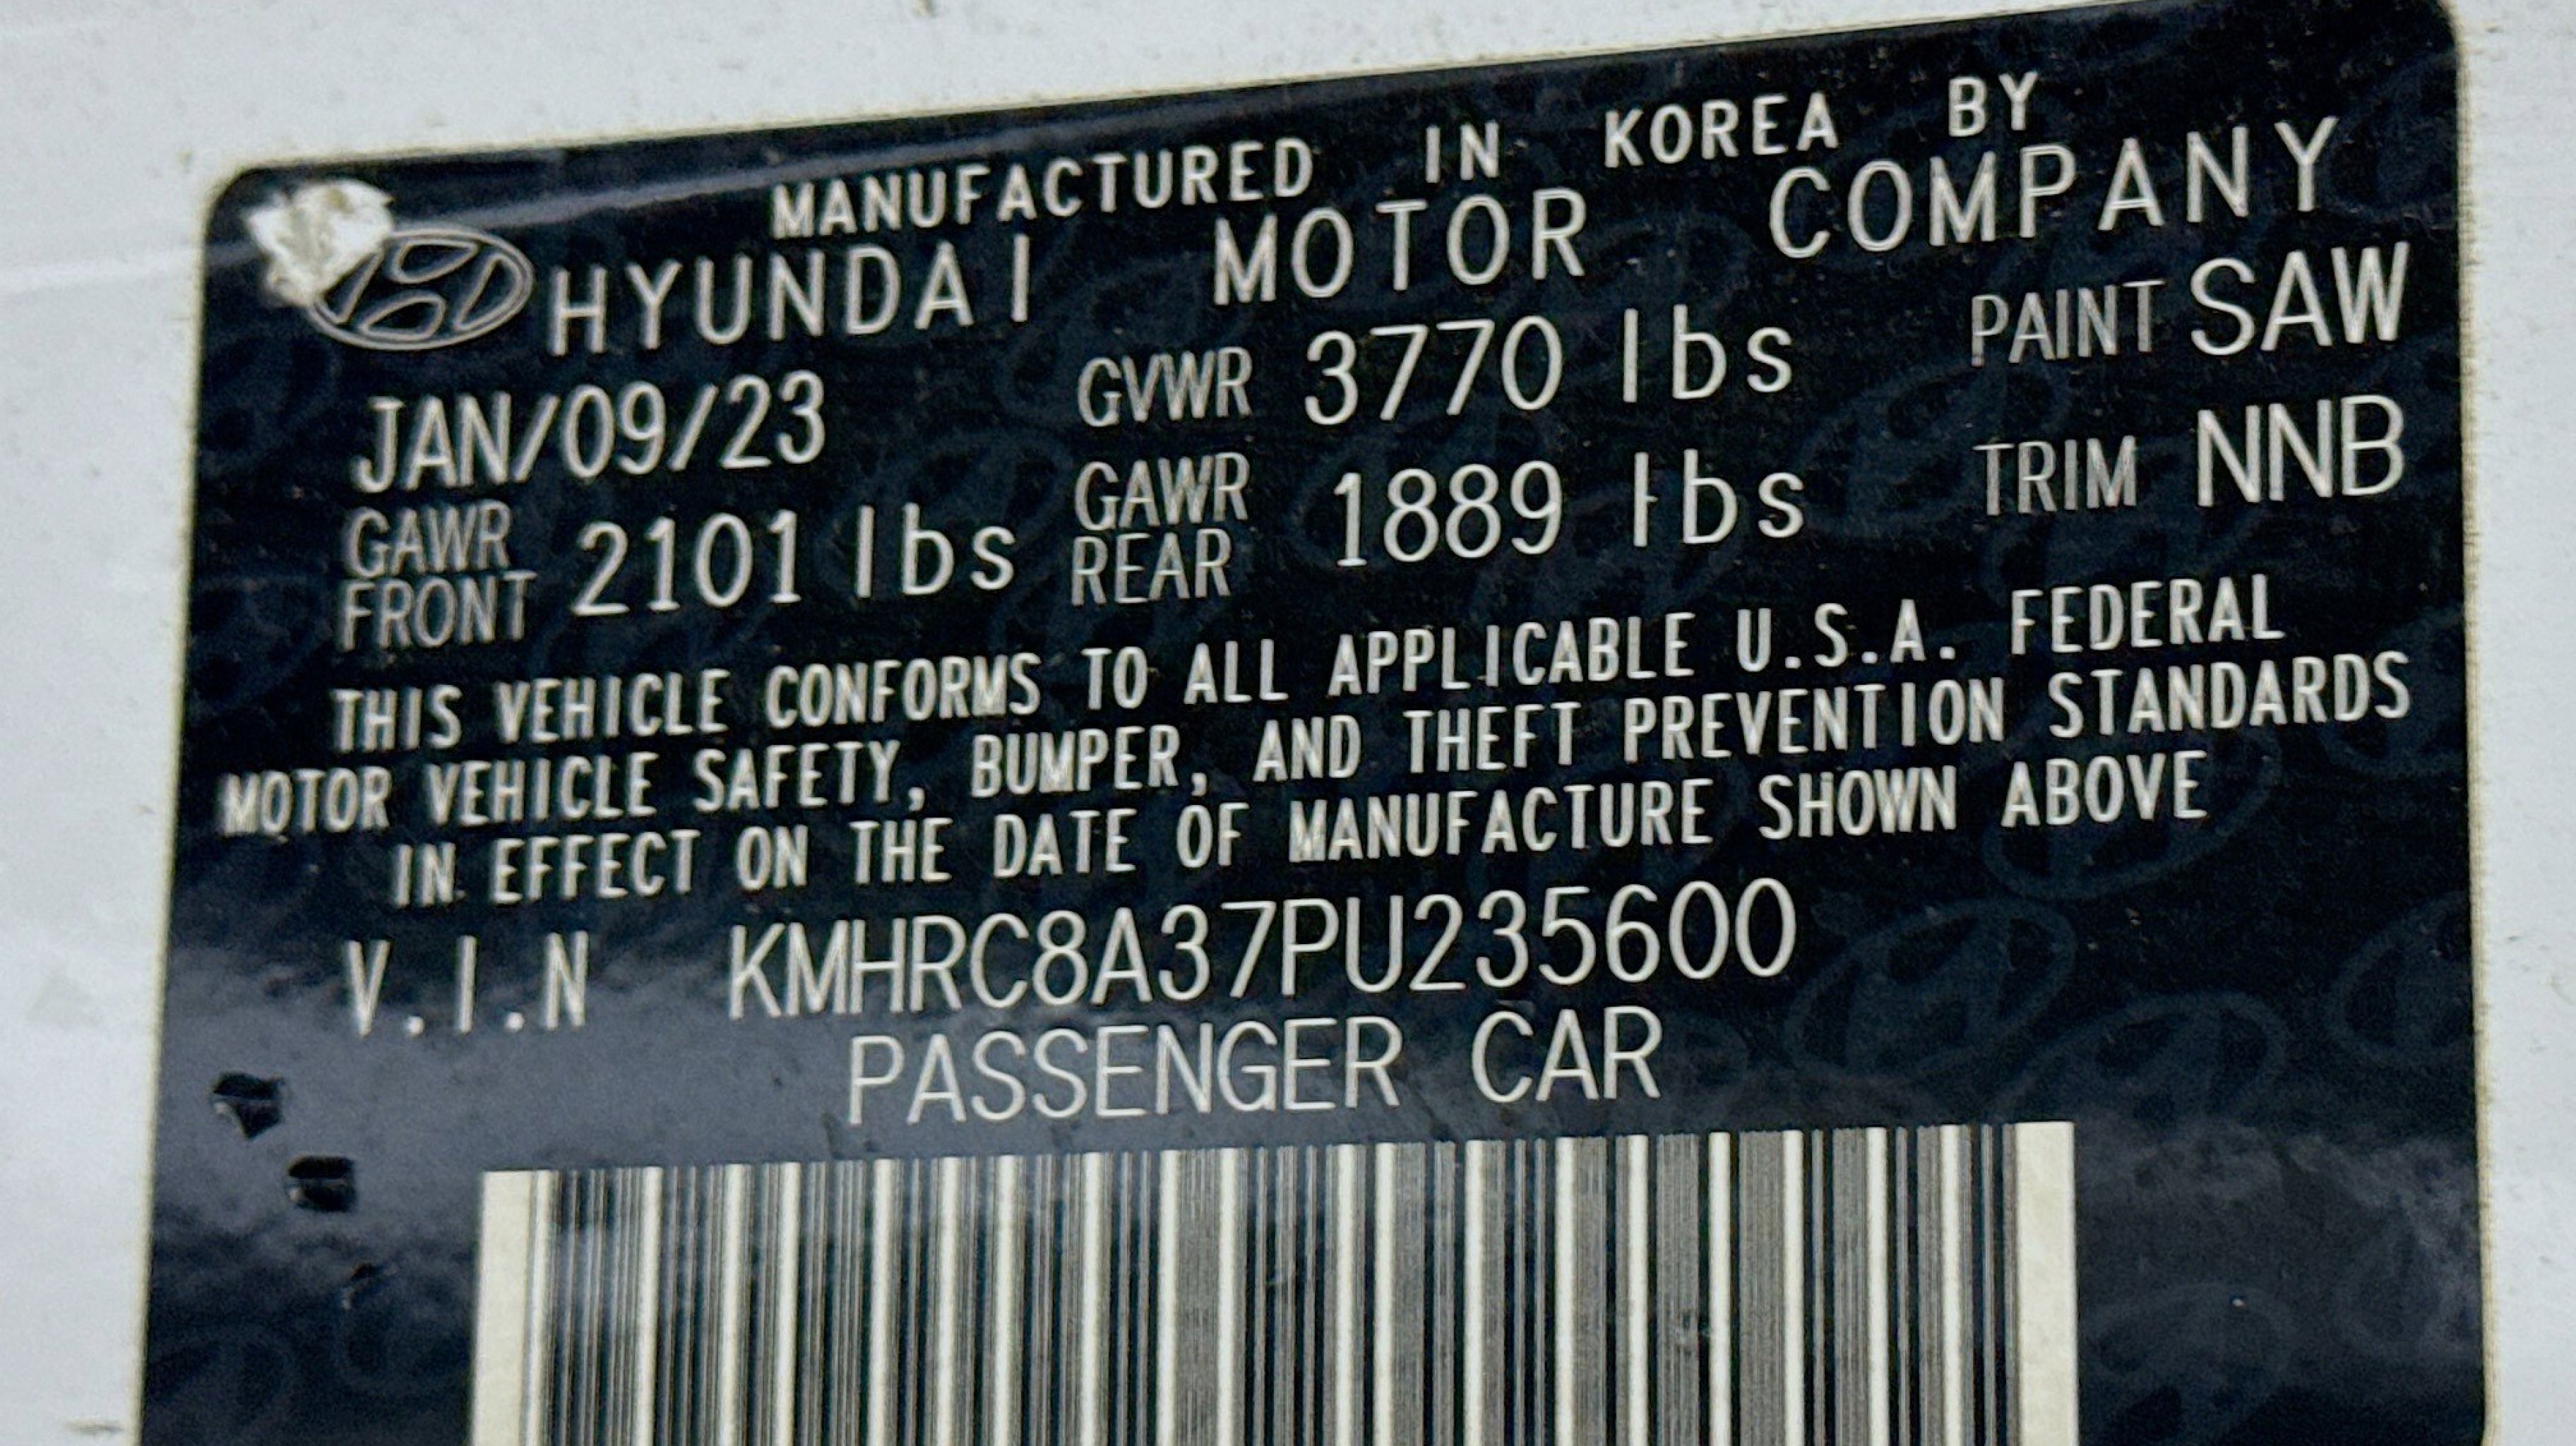 MANUFACTURED IN KOREA BY
HYUNDAI MOTOR COMPANY
JAN/09/23 GVWR 3770 lbs PAINT SAW
GAWR FRONT 2101 lbs GAWR REAR 1889 lbs TRIM NNB
THIS VEHICLE CONFORMS TO ALL APPLICABLE U.S.A. FEDERAL
MOTOR VEHICLE SAFETY, BUMPER, AND THEFT PREVENTION STANDARDS
IN EFFECT ON THE DATE OF MANUFACTURE SHOWN ABOVE
V.I.N KMHRC8A37PU235600
PASSENGER CAR